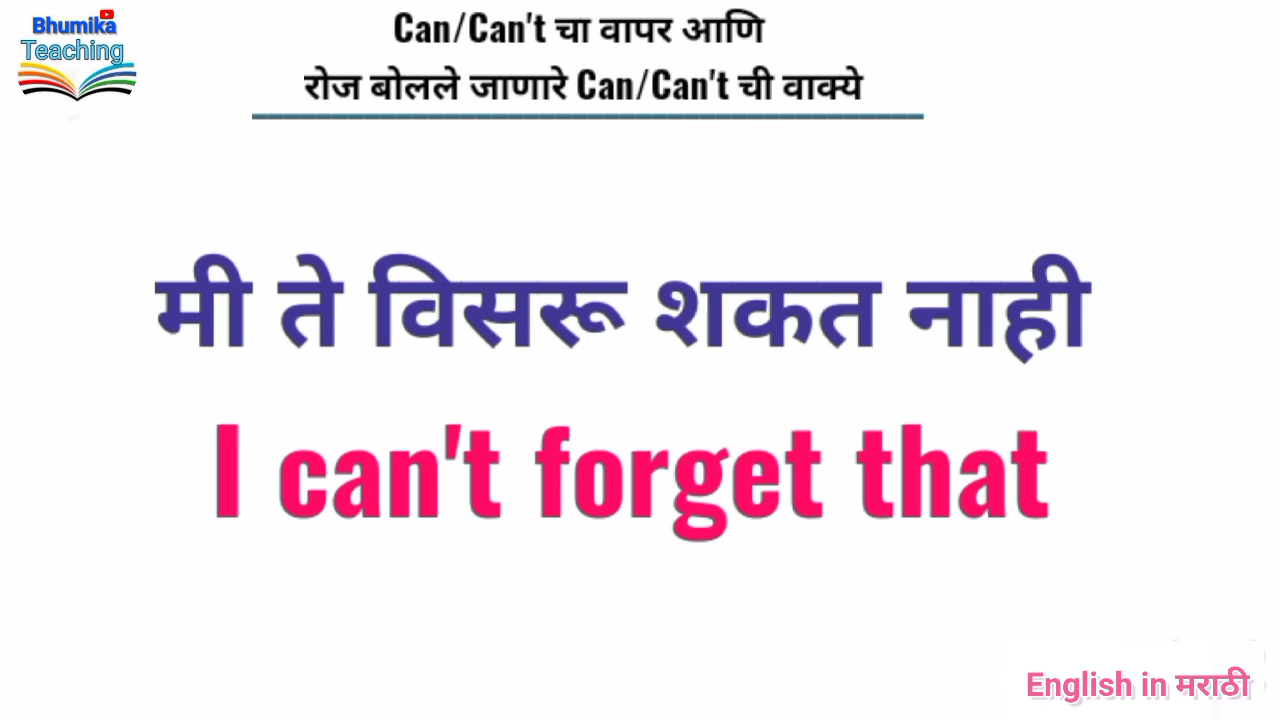 Bhumika
Teaching
Can/Can't चा वापर आणि
रोज बोलले जाणारे Can/Can't ची वाक्ये
मी ते विसरू शकत नाही
I can't forget that
English in मराठी